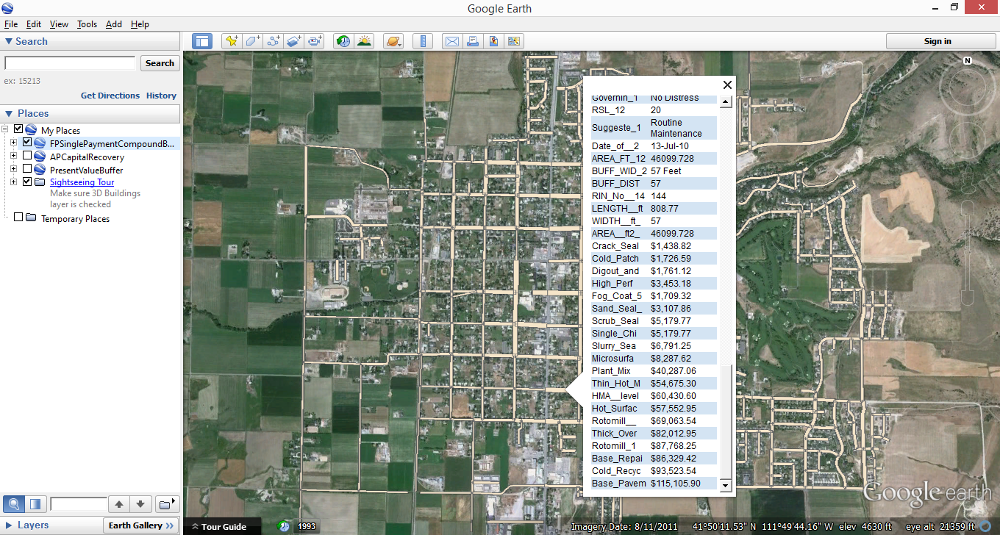 Google Earth
File Edit View Tools Add Help
Search
Sign in
Search
ex: 15213
Get Directions History
Places
My Places
FPSinglePaymentCompoundB...
APCapitalRecovery
PresentValueBuffer
Sightseeing Tour
Make sure 3D Buildings
layer is checked
Temporary Places
Layers
Earth Gallery »
N
Governin_1 No Distress
RSL_12 20
Suggeste_1 Routine
Maintenance
Date_of__2 13-Jul-10
AREA_FT_12 46099.728
BUFF_WID_2 57 Feet
BUFF_DIST 57
RIN_No__14 144
LENGTH__ft 808.77
WIDTH__ft_ 57
AREA__ft2_ 46099.728
Crack_Seal $1,438.82
Cold_Patch $1,726.59
Digout_and $1,761.12
High_Perf $3,453.18
Fog_Coat_5 $1,709.32
Sand_Seal_ $3,107.86
Scrub_Seal $5,179.77
Single_Chi $5,179.77
Slurry_Sea $6,791.25
Microsurfa $8,287.62
Plant_Mix $40,287.06
Thin_Hot_M $54,675.30
HMA__level $60,430.60
Hot_Surfac $57,552.95
Rotomill__ $69,063.54
Thick_Over $82,012.95
Rotomill_1 $87,768.25
Base_Repai $86,329.42
Cold_Recyc $93,523.54
Base_Pavem $115,105.90
Google earth
Tour Guide
1993
Imagery Date: 8/11/2011 41°50'11.53" N 111°49'44.16" W elev 4630 ft eye alt 21359 ft